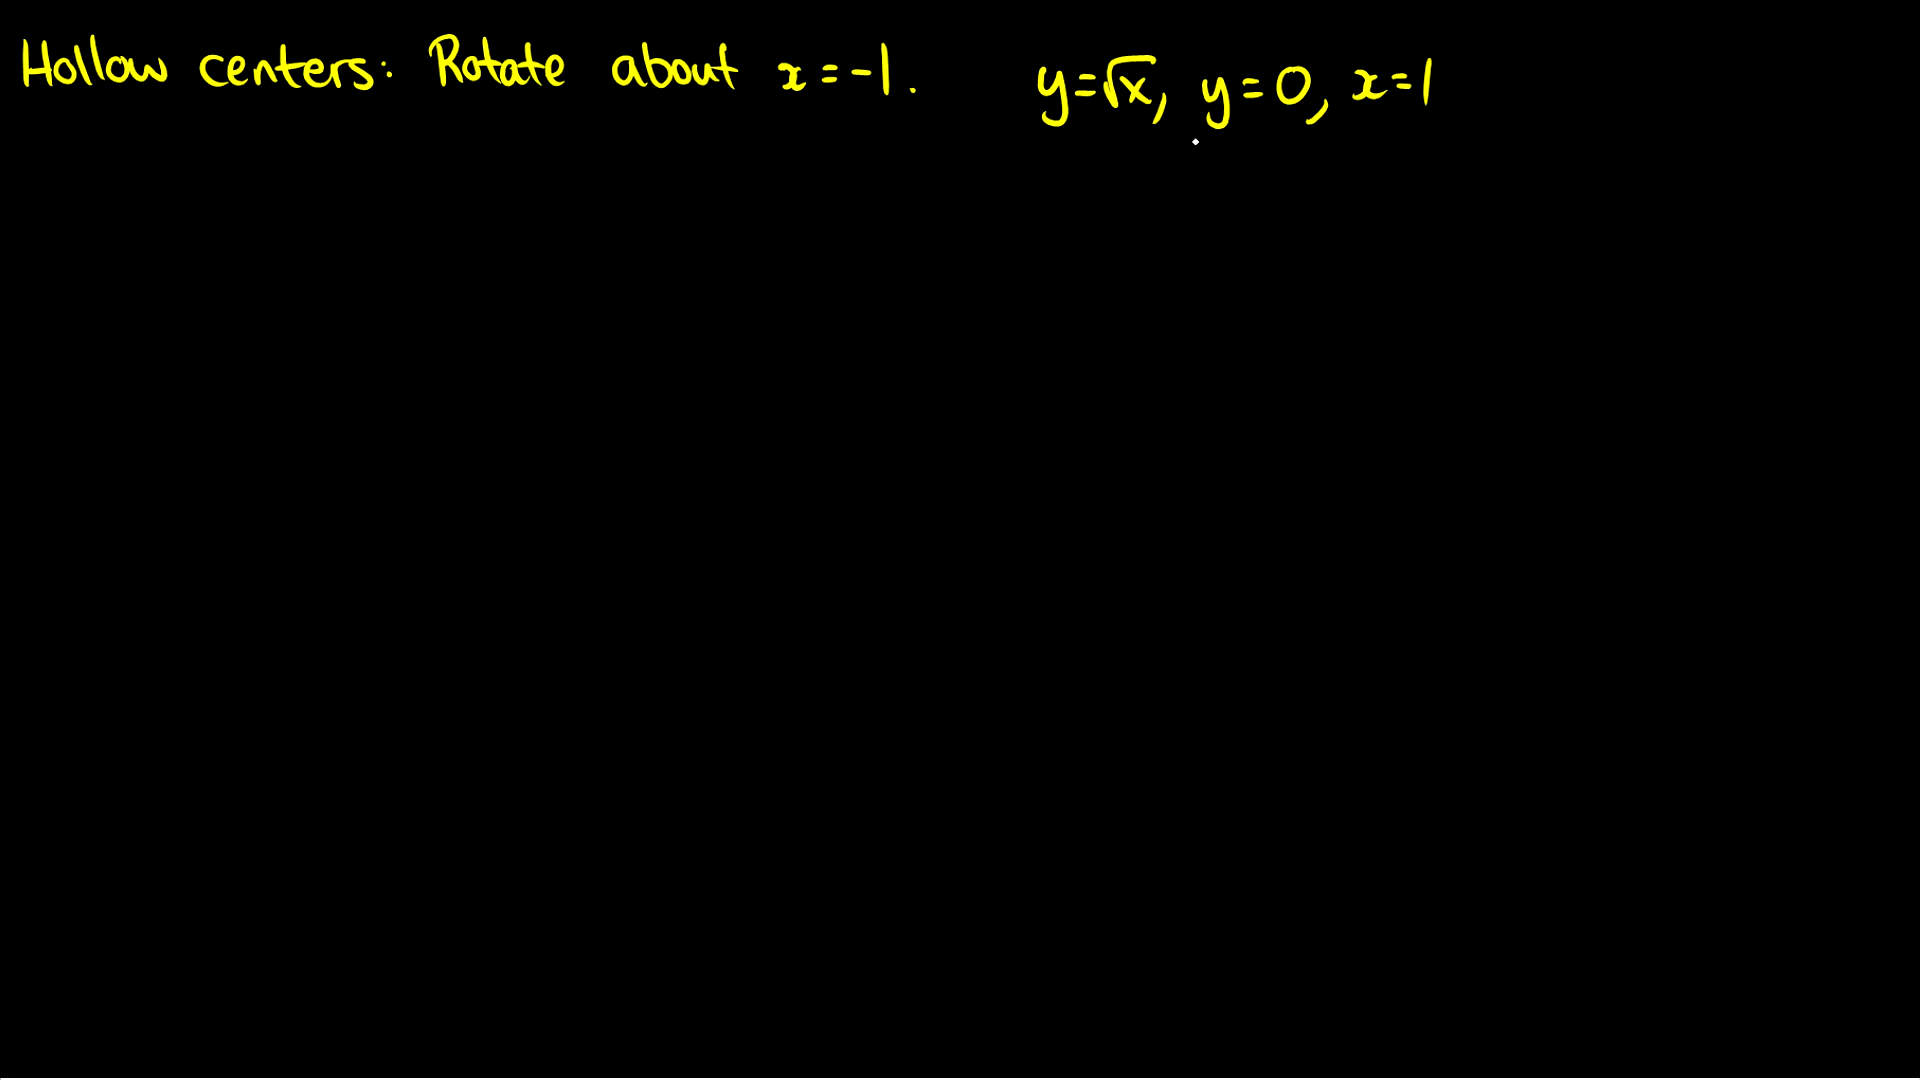 Hollow centers: Rotate about x=-1. y=√x, y=0, x=1